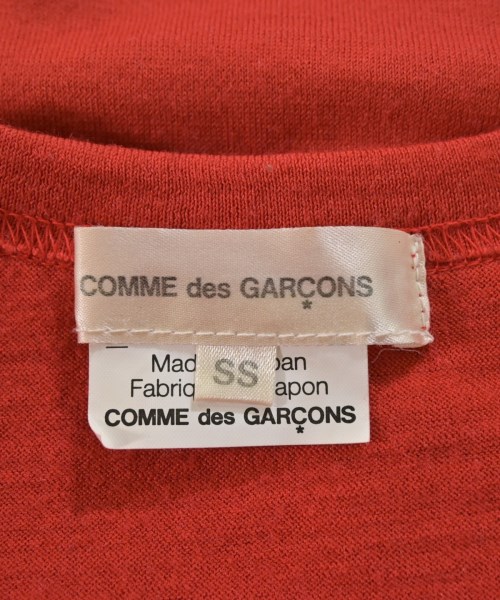 COMME des GARÇONS
SS
Mad pan
Fabriq apon
COMME des GARÇONS